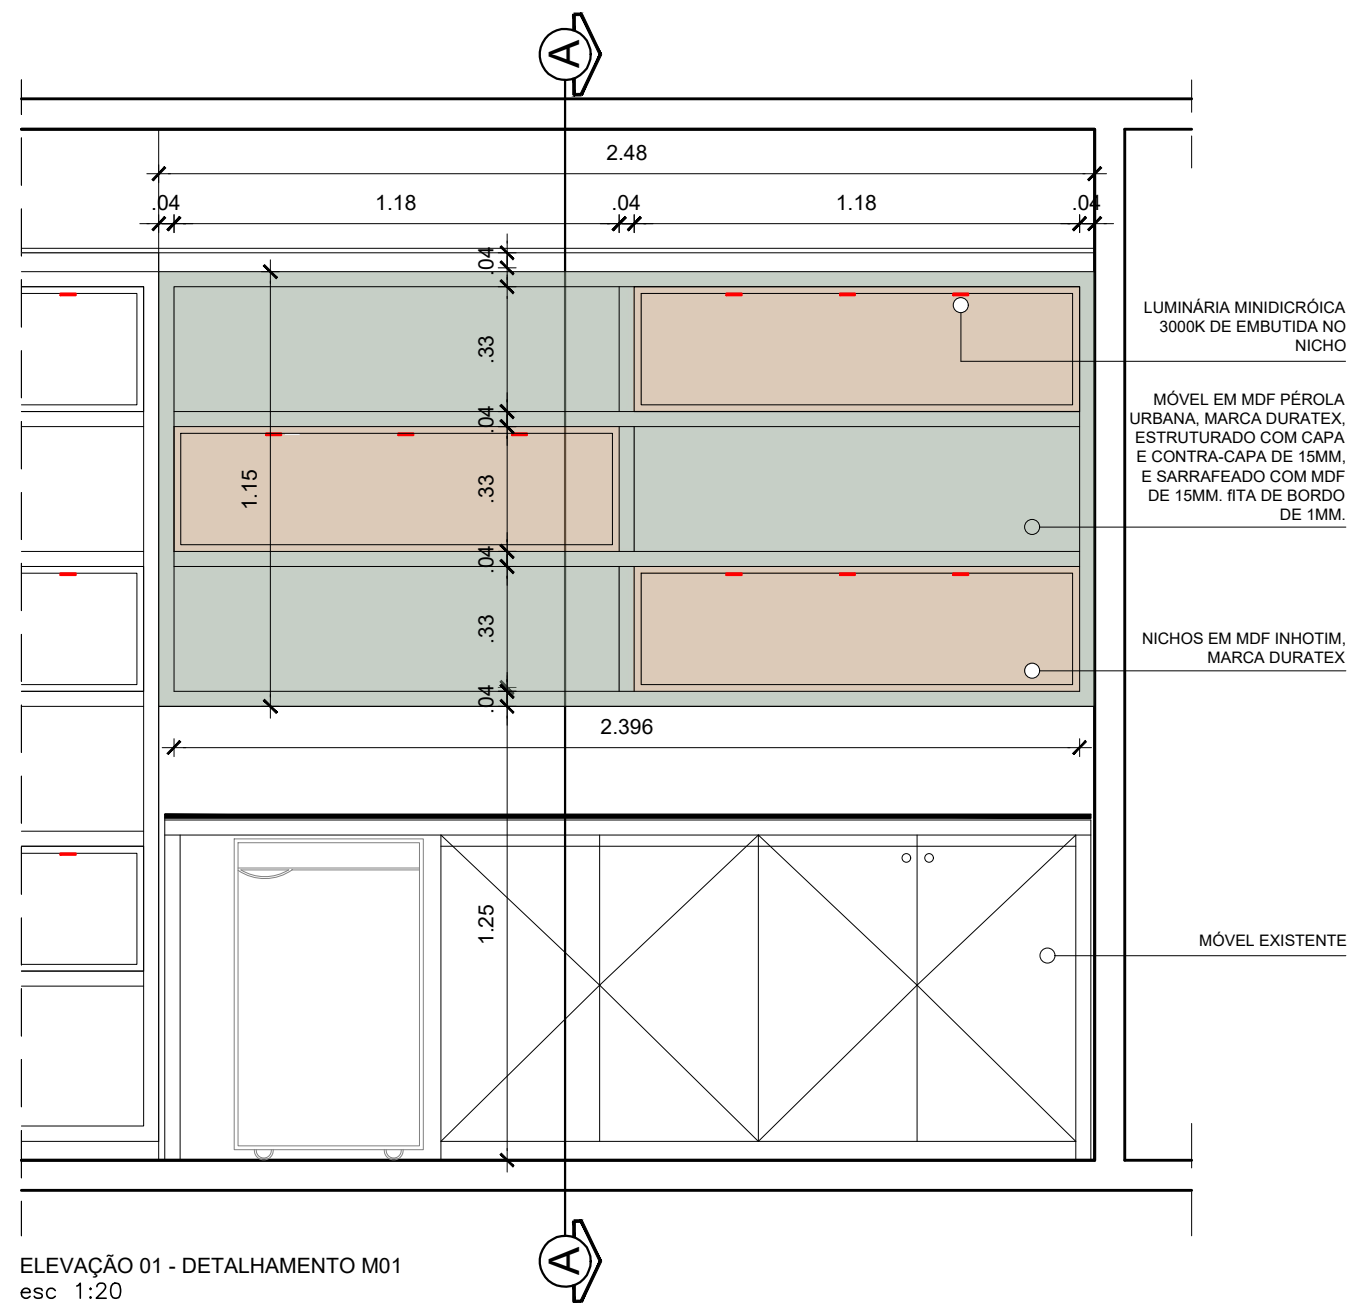 A
2.48
.04
1.18
.04
1.18
.04
.04
.33
.04
.33
.04
.33
.04
1.15
2.396
1.25
LUMINÁRIA MINIDICRÓICA
3000K DE EMBUTIDA NO
NICHO
MÓVEL EM MDF PÉROLA
URBANA, MARCA DURATEX,
ESTRUTURADO COM CAPA
E CONTRA-CAPA DE 15MM,
E SARRAFEADO COM MDF
DE 15MM. fITA DE BORDO
DE 1MM.
NICHOS EM MDF INHOTIM,
MARCA DURATEX
MÓVEL EXISTENTE
A
ELEVAÇÃO 01 - DETALHAMENTO M01
esc 1:20